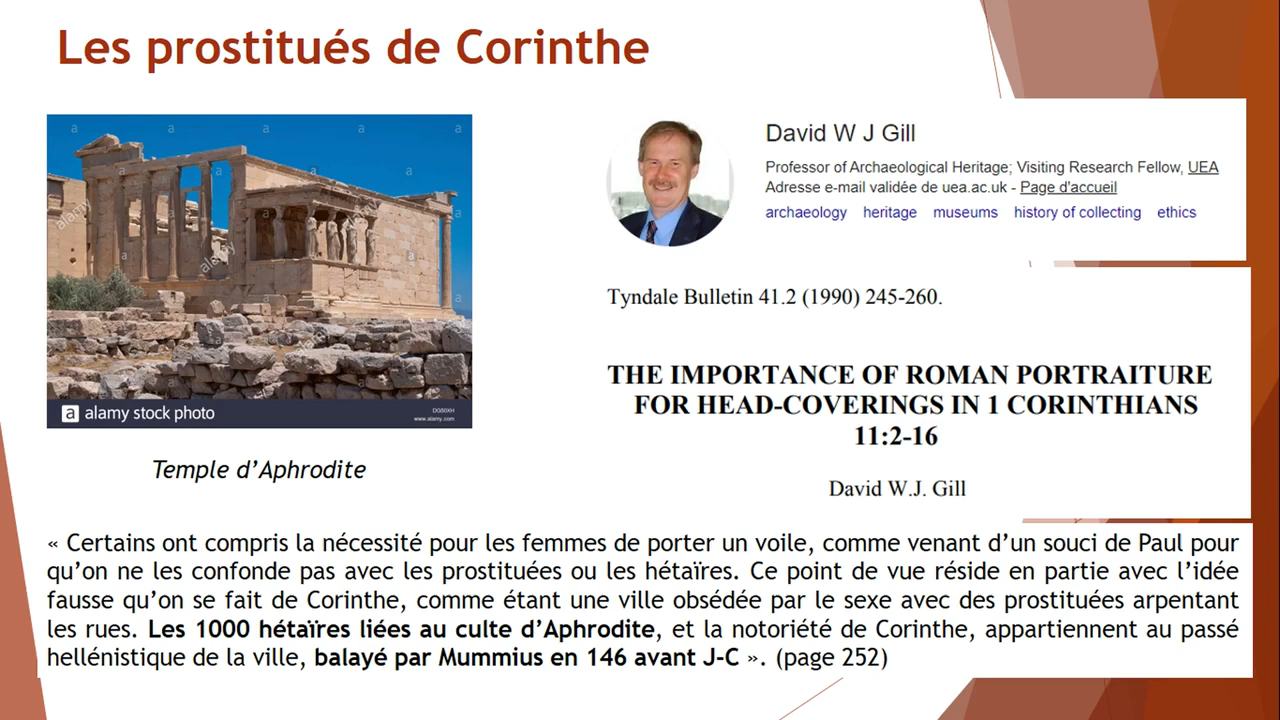 Les prostitués de Corinthe
a alamy stock photo
DG80XH
www.alamy.com
Temple d’Aphrodite
David W J Gill
Professor of Archaeological Heritage; Visiting Research Fellow, UEA
Adresse e-mail validée de uea.ac.uk - Page d'accueil
archaeology heritage museums history of collecting ethics
Tyndale Bulletin 41.2 (1990) 245-260.
THE IMPORTANCE OF ROMAN PORTRAITURE
FOR HEAD-COVERINGS IN 1 CORINTHIANS
11:2-16
David W.J. Gill
« Certains ont compris la nécessité pour les femmes de porter un voile, comme venant d’un souci de Paul pour
qu’on ne les confonde pas avec les prostituées ou les hétaïres. Ce point de vue réside en partie avec l’idée
fausse qu’on se fait de Corinthe, comme étant une ville obsédée par le sexe avec des prostituées arpentant
les rues. Les 1000 hétaïres liées au culte d’Aphrodite, et la notoriété de Corinthe, appartiennent au passé
hellénistique de la ville, balayé par Mummius en 146 avant J-C ». (page 252)